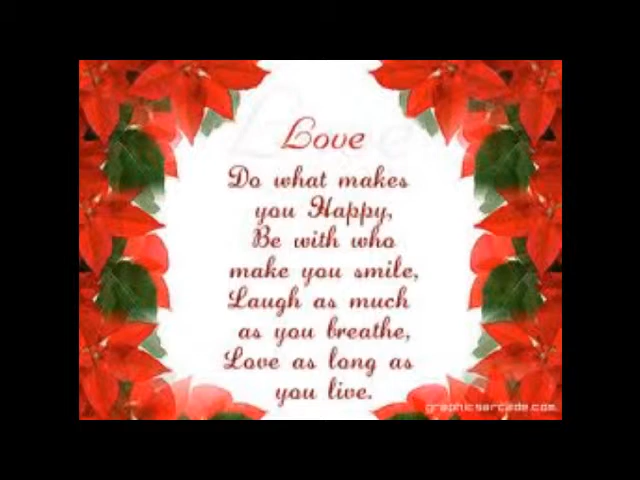 Love
Do what makes
you Happy,
Be with who
make you smile,
Laugh as much
as you breathe,
Love as long as
you live.
graphicsarcade.com